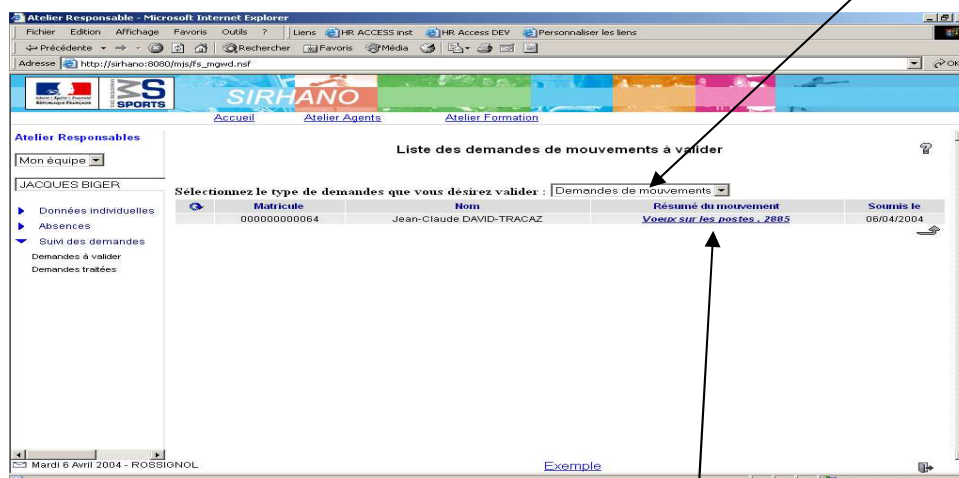 Atelier Responsable - Microsoft Internet Explorer
Fichier Edition Affichage Favoris Outils ? Liens HR ACCESS inst HR Access DEV Personnaliser les liens
Précédente Rechercher Favoris Média
Adresse http://sirhano:8080/mjs/fs_mgwd.nsf OK
RÉPUBLIQUE FRANÇAISE SPORTS SIRHANO
Accueil Atelier Agents Atelier Formation
Atelier Responsables
Liste des demandes de mouvements à valider
Mon équipe
JACQUES BIGER
Sélectionnez le type de demandes que vous désirez valider : Demandes de mouvements
Matricule Nom Résumé du mouvement Soumis le
000000000064 Jean-Claude DAVID-TRACAZ Voeux sur les postes , 2885 06/04/2004
Données individuelles
Absences
Suivi des demandes
Demandes à valider
Demandes traitées
Mardi 6 Avril 2004 - ROSSIGNOL Exemple